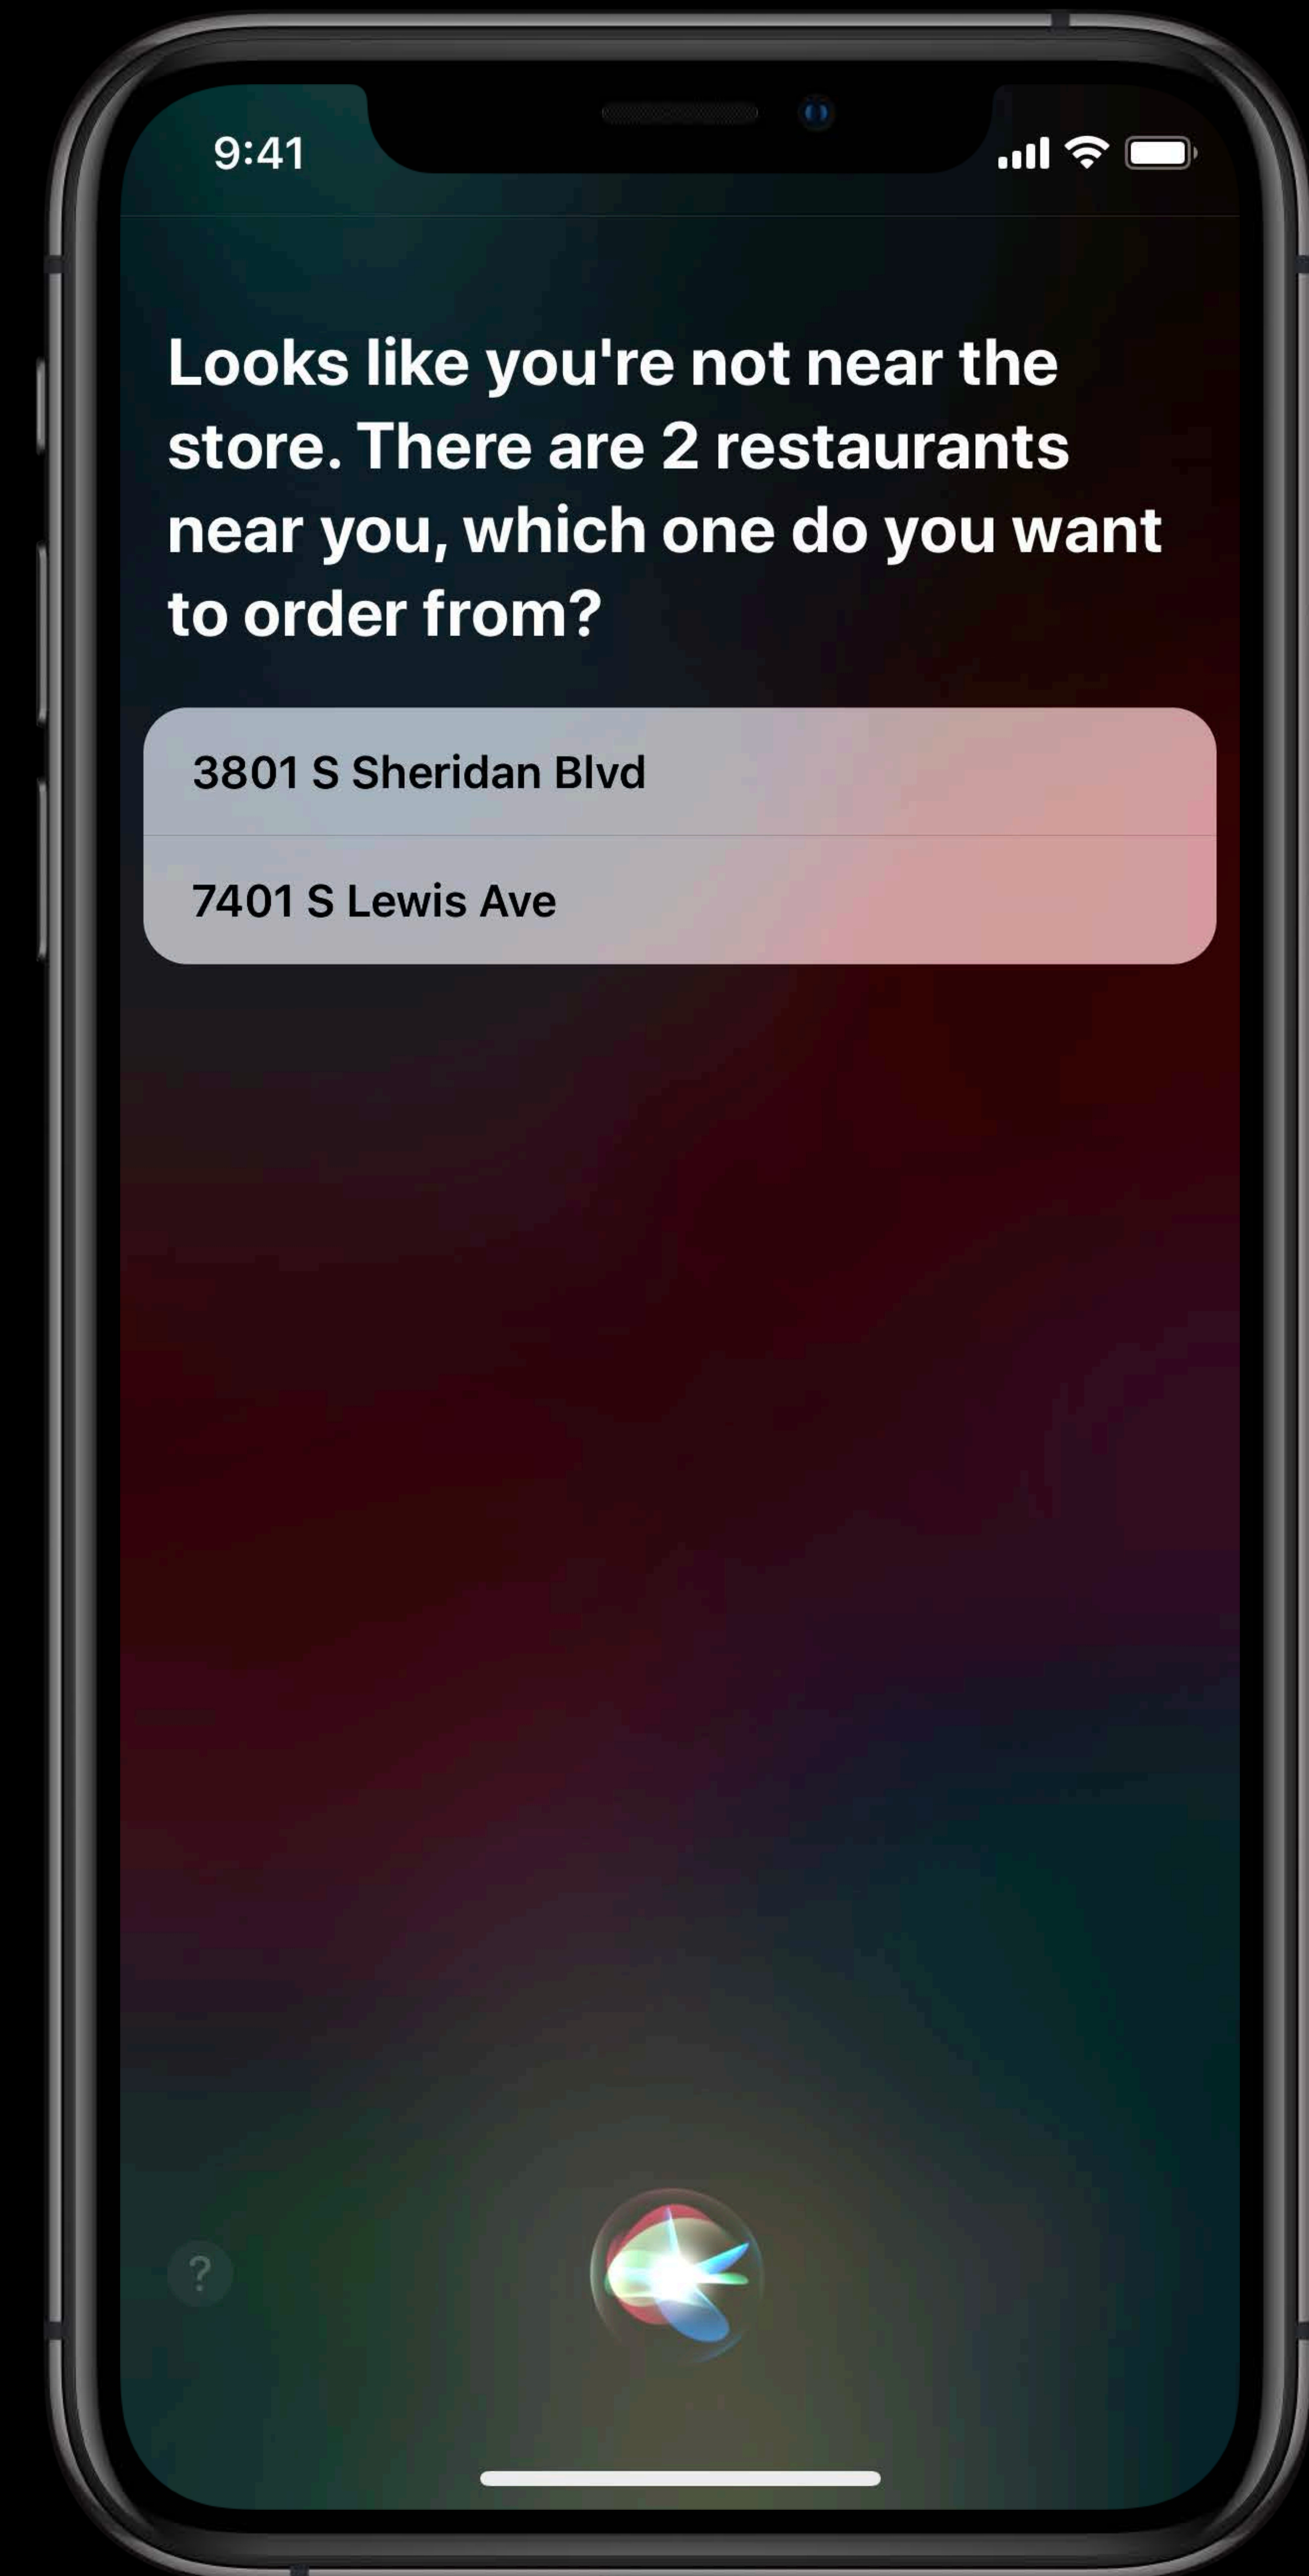 9:41
Looks like you're not near the
store. There are 2 restaurants
near you, which one do you want
to order from?
3801 S Sheridan Blvd
7401 S Lewis Ave
?